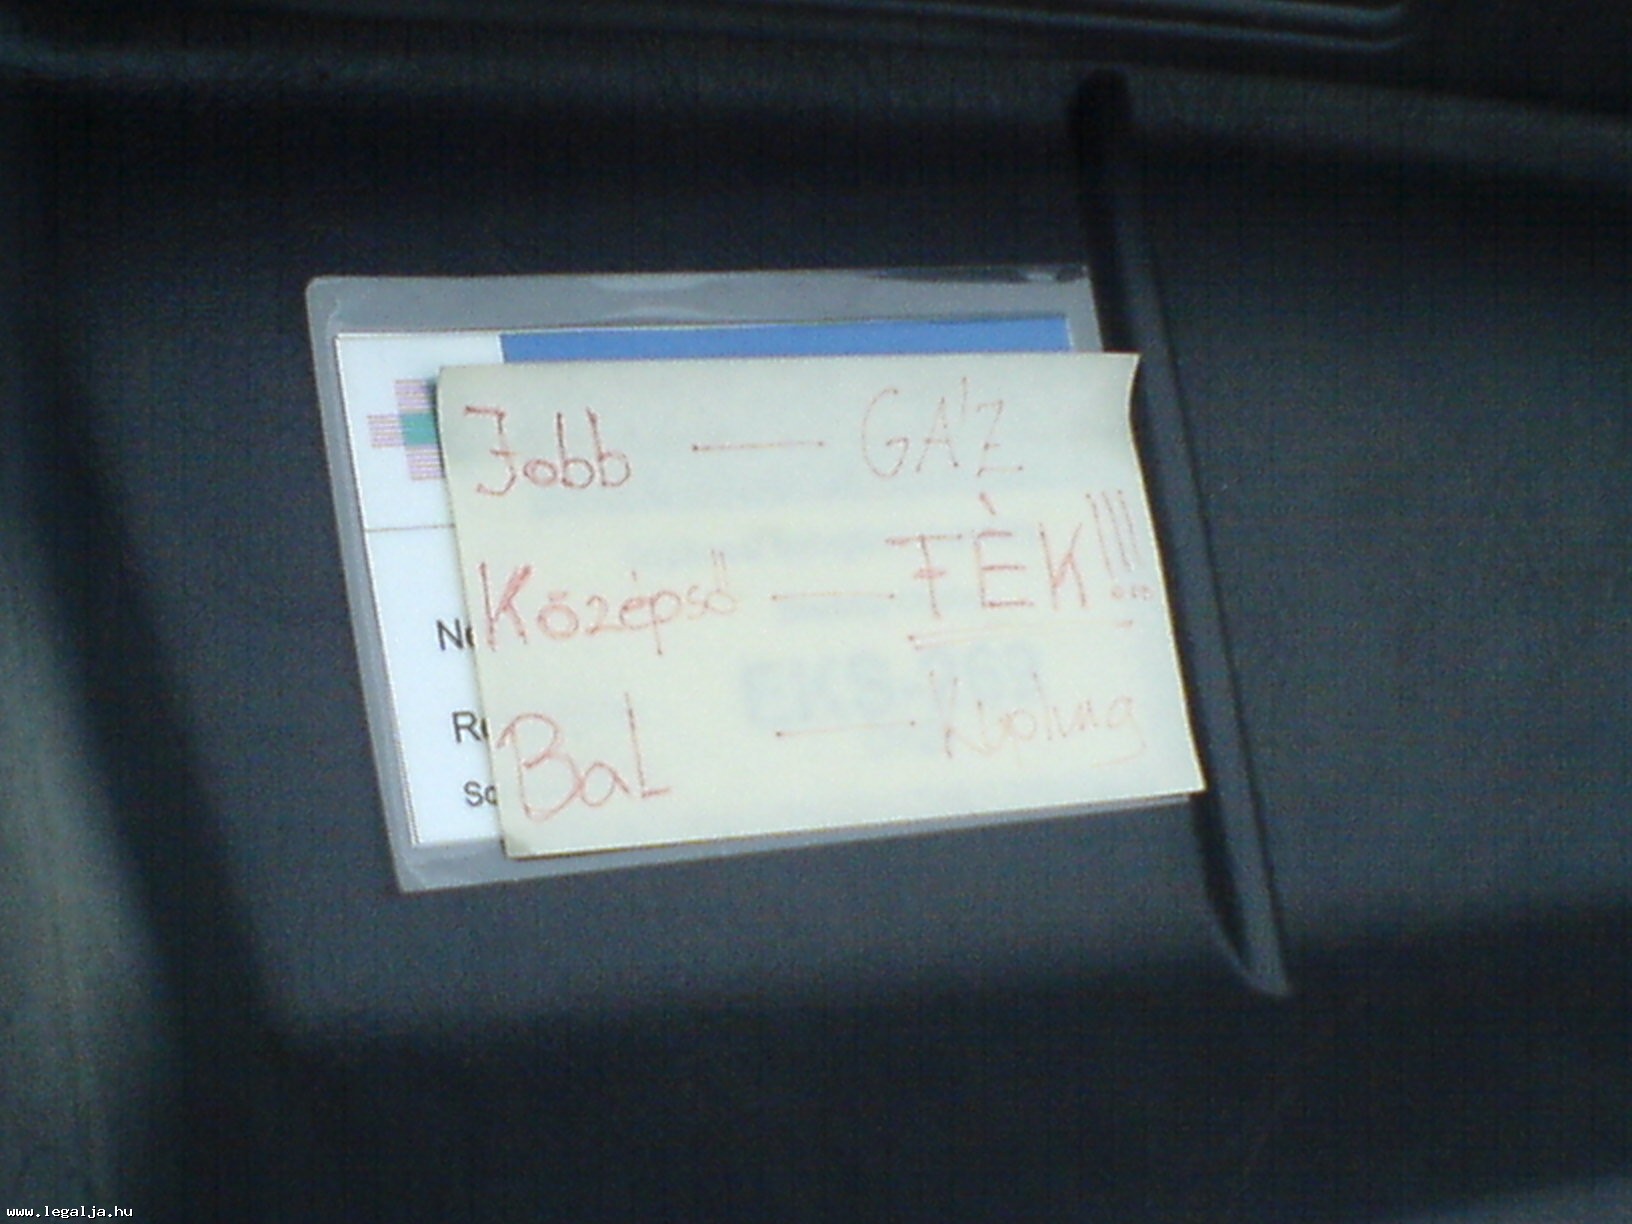 Jobb — GÁZ
Középső — FÉK!!!
Bal — Kuplung
www.legalja.hu